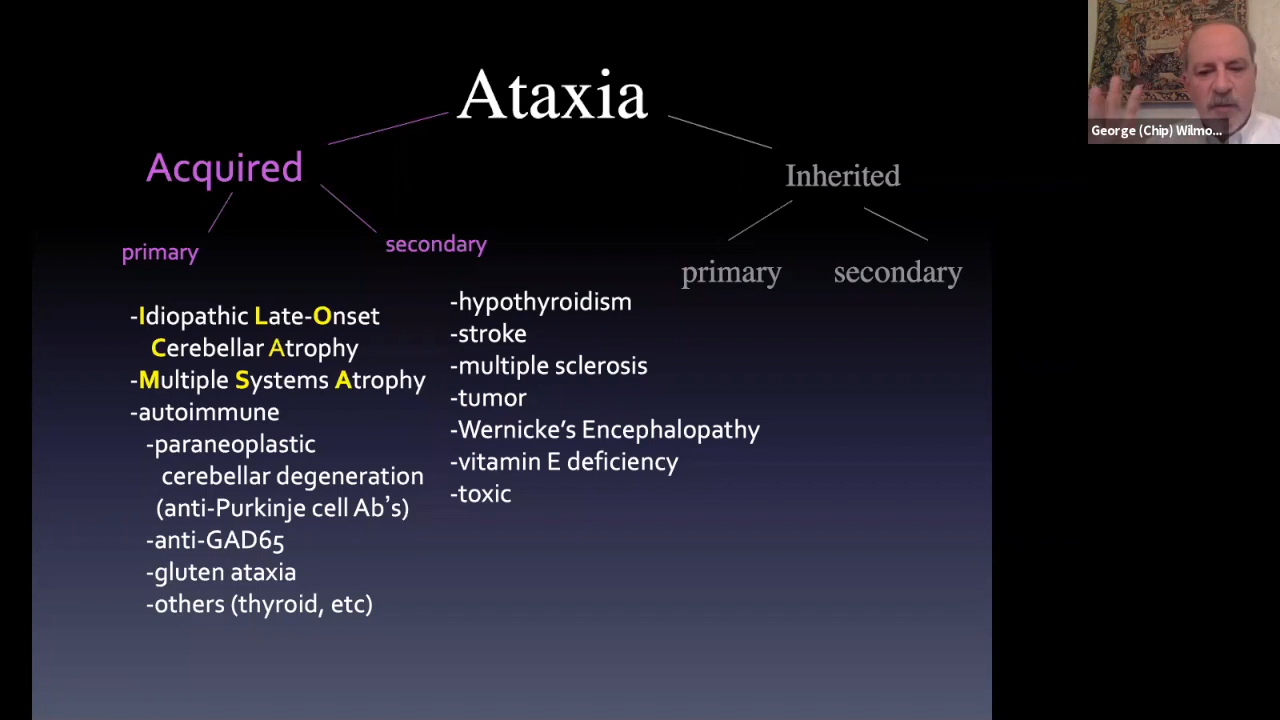 Ataxia
George (Chip) Wilmo...
Acquired
Inherited
primary
secondary
primary
secondary
-Idiopathic Late-Onset
Cerebellar Atrophy
-Multiple Systems Atrophy
-autoimmune
-paraneoplastic
cerebellar degeneration
(anti-Purkinje cell Ab's)
-anti-GAD65
-gluten ataxia
-others (thyroid, etc)
-hypothyroidism
-stroke
-multiple sclerosis
-tumor
-Wernicke's Encephalopathy
-vitamin E deficiency
-toxic